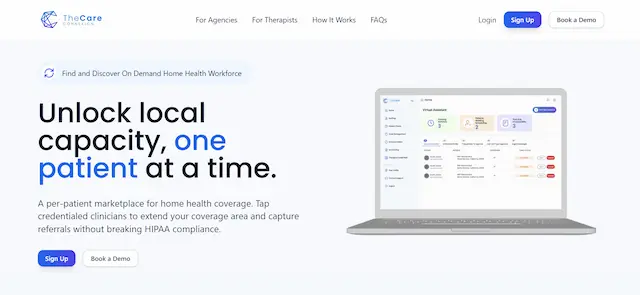 TheCare
For Agencies
For Therapists
How It Works
FAQs
Login
Sign Up
Book a Demo
Find and Discover On Demand Home Health Workforce
Unlock local
capacity, one
patient at a time.
A per-patient marketplace for home health coverage. Tap
credentialed clinicians to extend your coverage area and capture
referrals without breaking HIPAA compliance.
Sign Up
Book a Demo